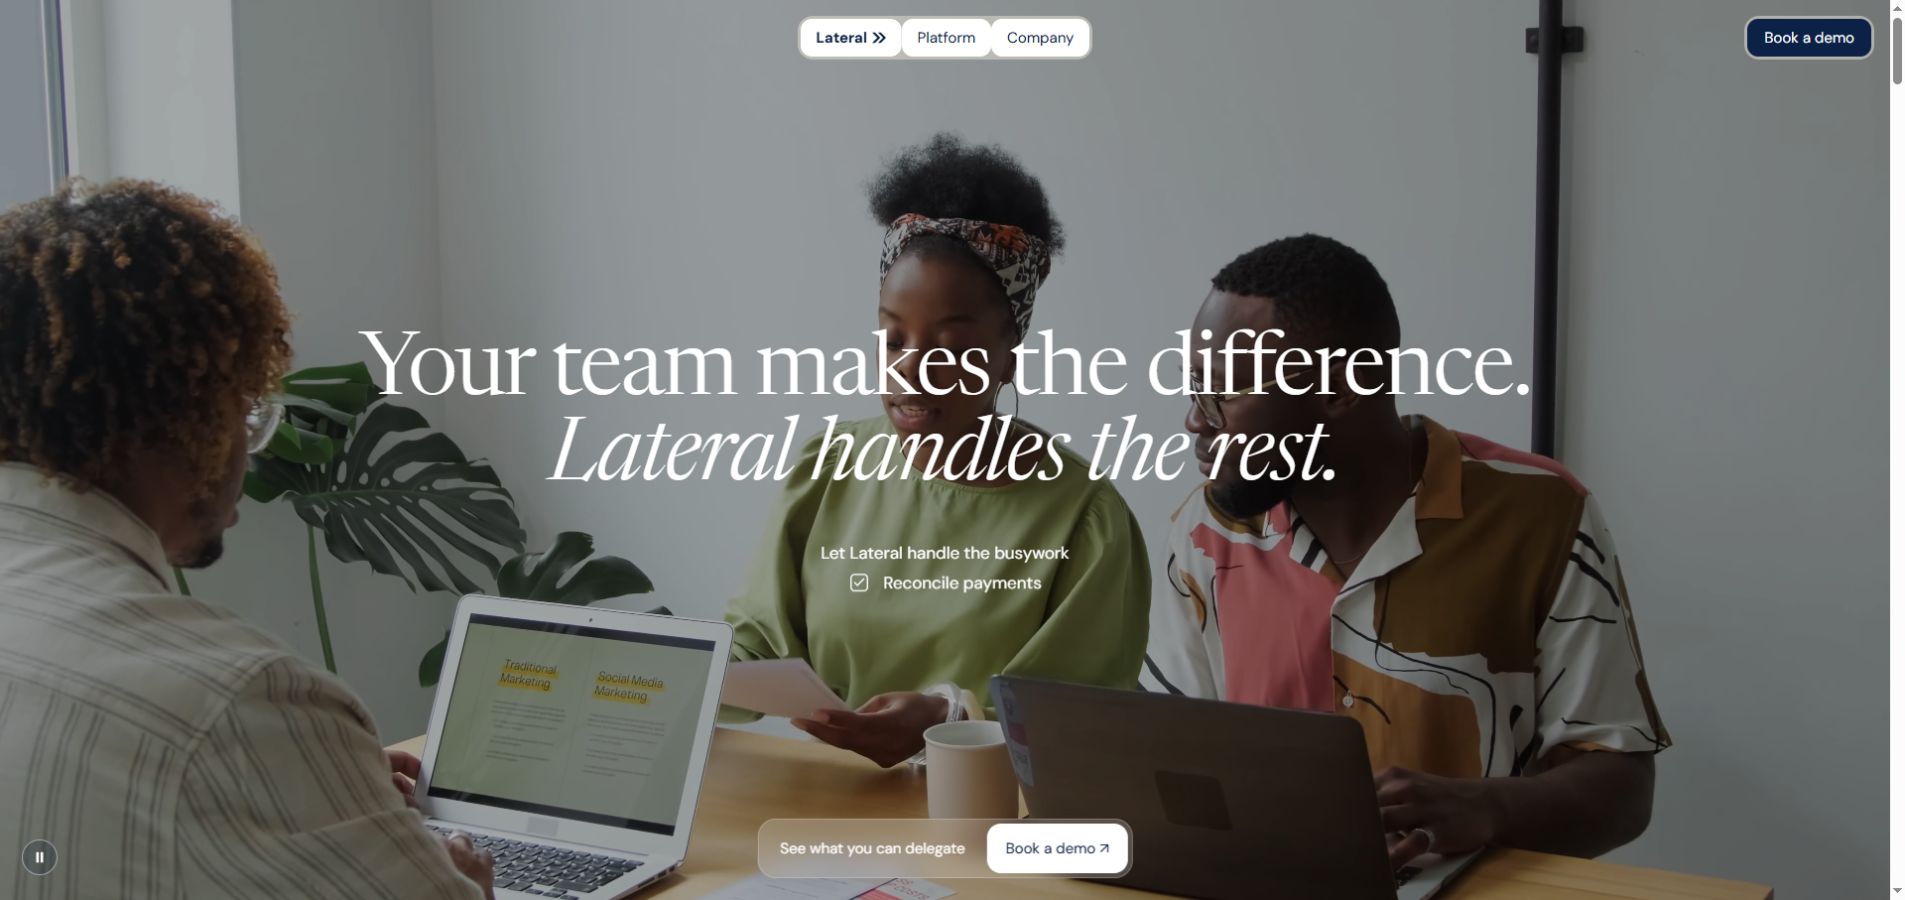 Lateral
Platform
Company
Book a demo
Your team makes the difference.
Lateral handles the rest.
Let Lateral handle the busywork
Reconcile payments
Traditional
Marketing
Social Media
Marketing
See what you can delegate
Book a demo